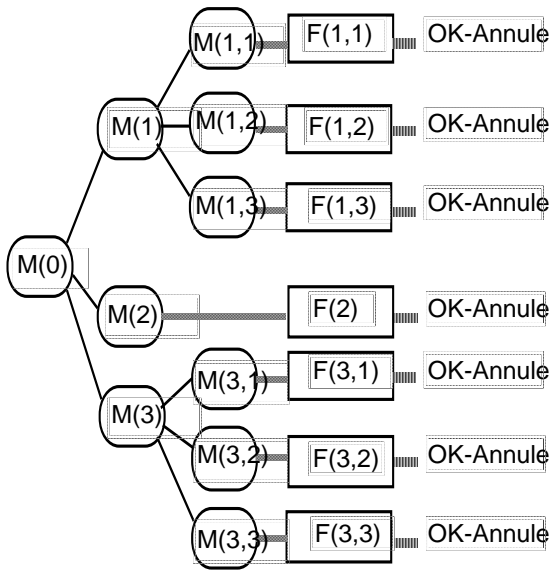 M(1,1) F(1,1) OK-Annule
M(1) M(1,2) F(1,2) OK-Annule
M(1,3) F(1,3) OK-Annule
M(0)
M(2) F(2) OK-Annule
M(3,1) F(3,1) OK-Annule
M(3)
M(3,2) F(3,2) OK-Annule
M(3,3) F(3,3) OK-Annule